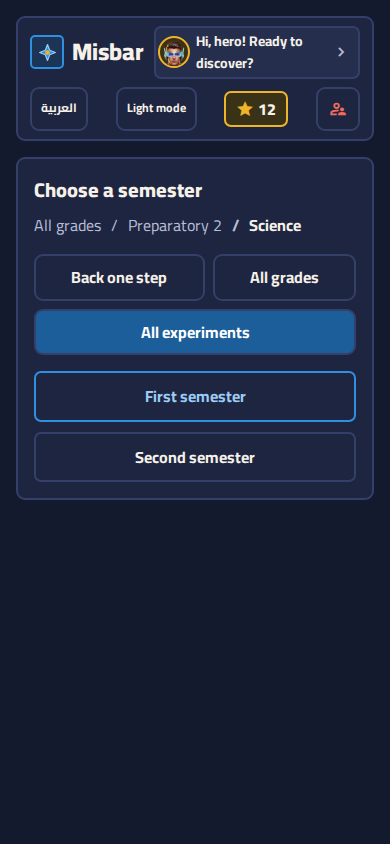 Misbar
Hi, hero! Ready to
discover?
العربية
Light mode
12
Choose a semester
All grades / Preparatory 2 / Science
Back one step
All grades
All experiments
First semester
Second semester